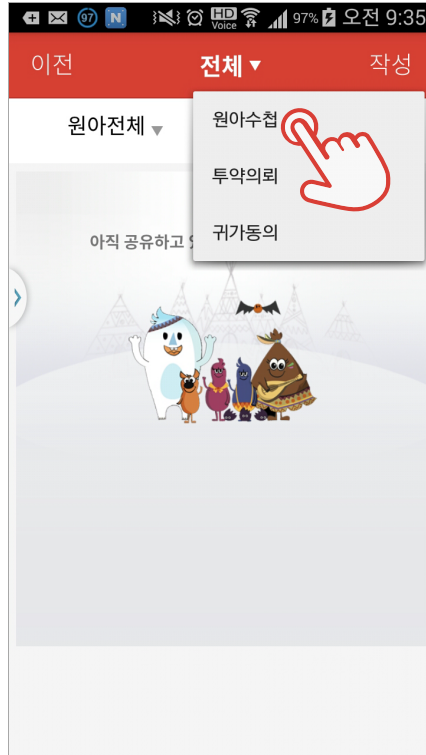 97 N HD Voice 97% 오전 9:35
이전 전체 ▼ 작성
원아전체 ▼
원아수첩
투약의뢰
귀가동의
아직 공유하고